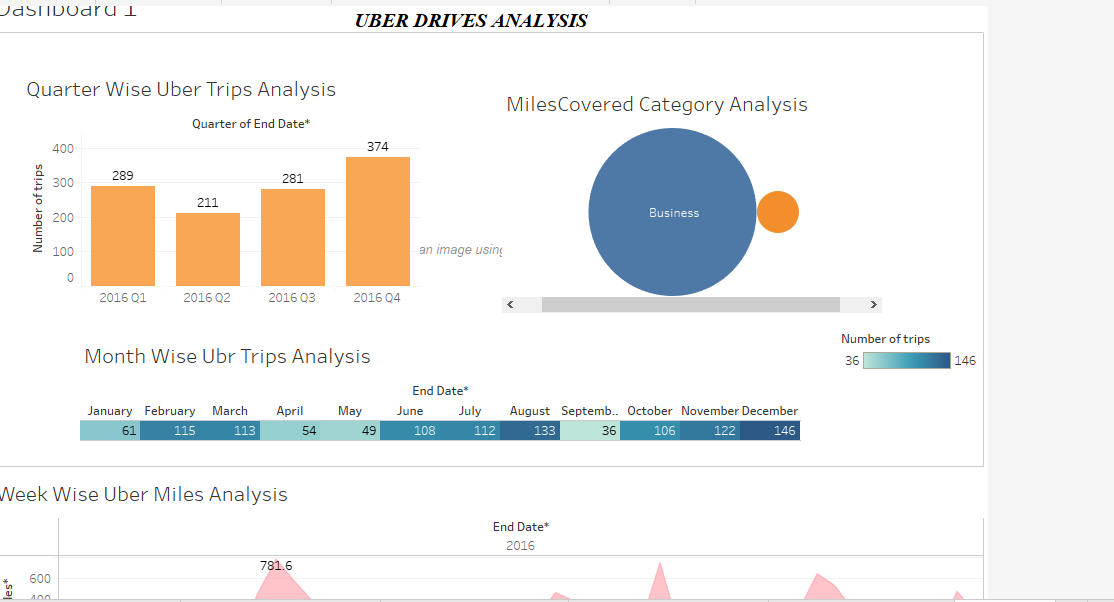 Dashboard 1
UBER DRIVES ANALYSIS
Quarter Wise Uber Trips Analysis
Quarter of End Date*
Number of trips
400
300
200
100
0
289
211
281
374
2016 Q1
2016 Q2
2016 Q3
2016 Q4
an image using
MilesCovered Category Analysis
Business
Number of trips
36 146
Month Wise Ubr Trips Analysis
End Date*
January February March April May June July August Septemb.. October November December
61 115 113 54 49 108 112 133 36 106 122 146
Week Wise Uber Miles Analysis
End Date*
2016
781.6
600
400
les*